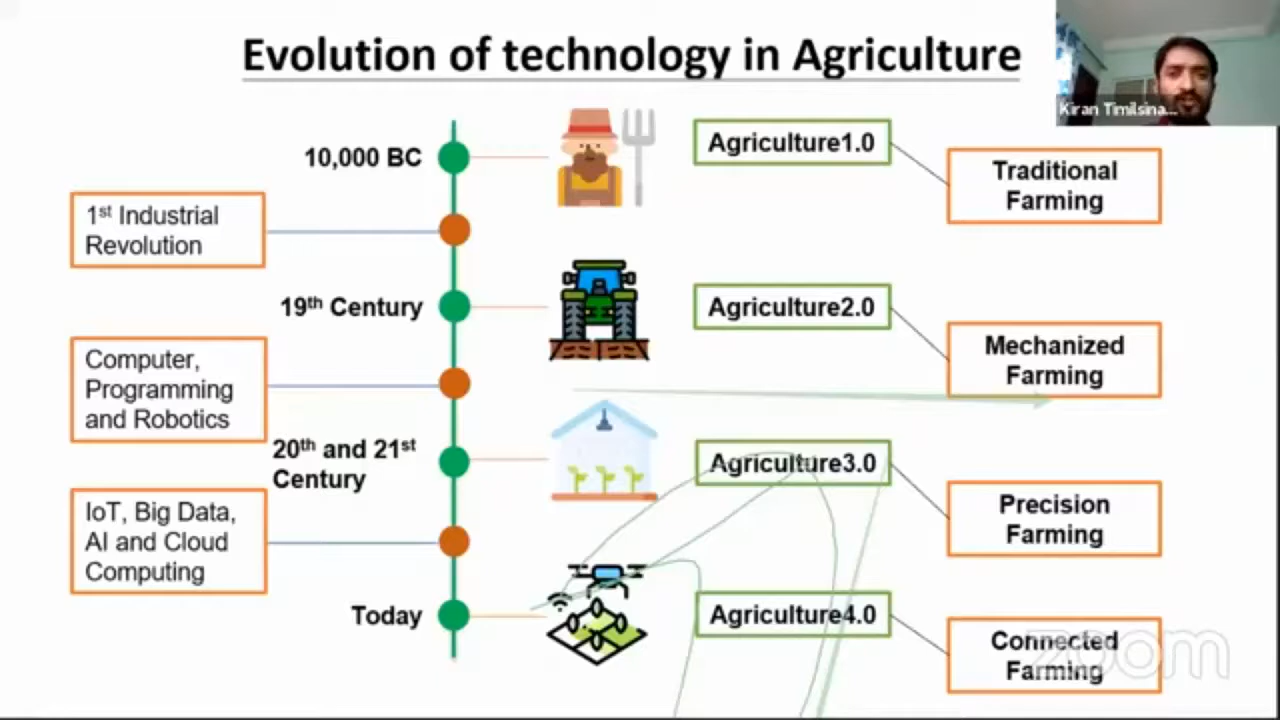 Evolution of technology in Agriculture
Kiran Timilsina...
10,000 BC
Agriculture1.0
Traditional
Farming
1st Industrial
Revolution
19th Century
Agriculture2.0
Mechanized
Farming
Computer,
Programming
and Robotics
20th and 21st
Century
Agriculture3.0
Precision
Farming
IoT, Big Data,
AI and Cloud
Computing
Today
Agriculture4.0
Connected
Farming
zoom